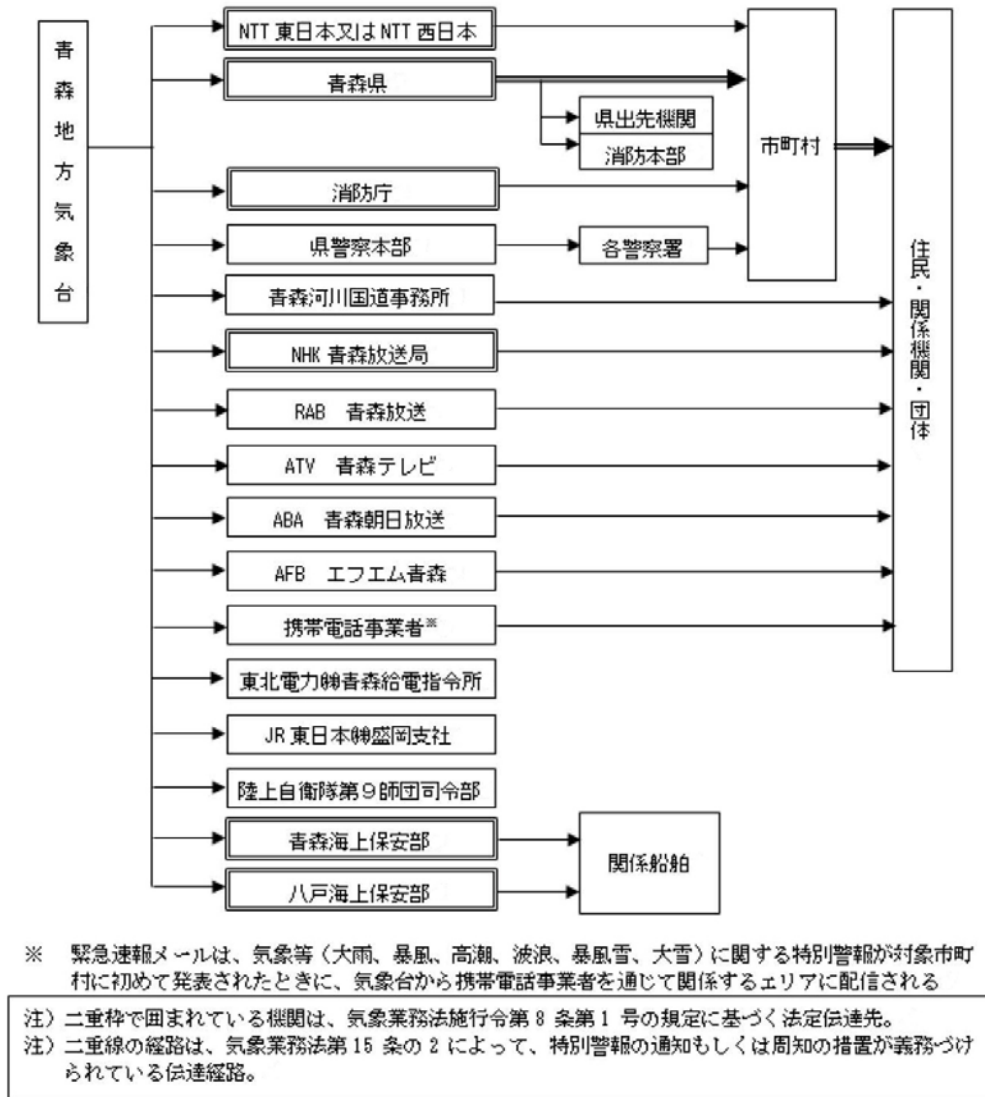 青森地方気象台
NTT 東日本又は NTT 西日本
青森県
県出先機関
消防本部
市町村
消防庁
県警察本部
各警察署
青森河川国道事務所
NHK 青森放送局
RAB 青森放送
ATV 青森テレビ
ABA 青森朝日放送
AFB エフエム青森
携帯電話事業者※
東北電力㈱青森給電指令所
JR 東日本㈱盛岡支社
陸上自衛隊第9師団司令部
青森海上保安部
八戸海上保安部
関係船舶
住民・関係機関・団体
※ 緊急速報メールは、気象等（大雨、暴風、高潮、波浪、暴風雪、大雪）に関する特別警報が対象市町
村に初めて発表されたときに、気象台から携帯電話事業者を通じて関係するエリアに配信される
注）二重枠で囲まれている機関は、気象業務法施行令第 8 条第 1 号の規定に基づく法定伝達先。
注）二重線の経路は、気象業務法第 15 条の 2 によって、特別警報の通知もしくは周知の措置が義務づけ
られている伝達経路。